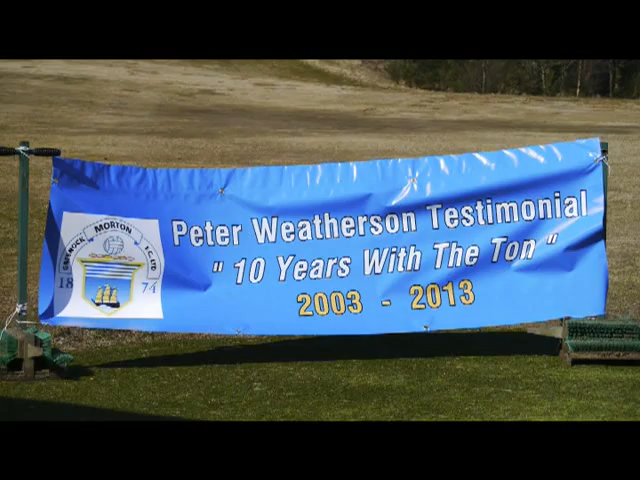 GREENOCK MORTON F.C. LTD.
18 74
Peter Weatherson Testimonial
" 10 Years With The Ton "
2003 - 2013